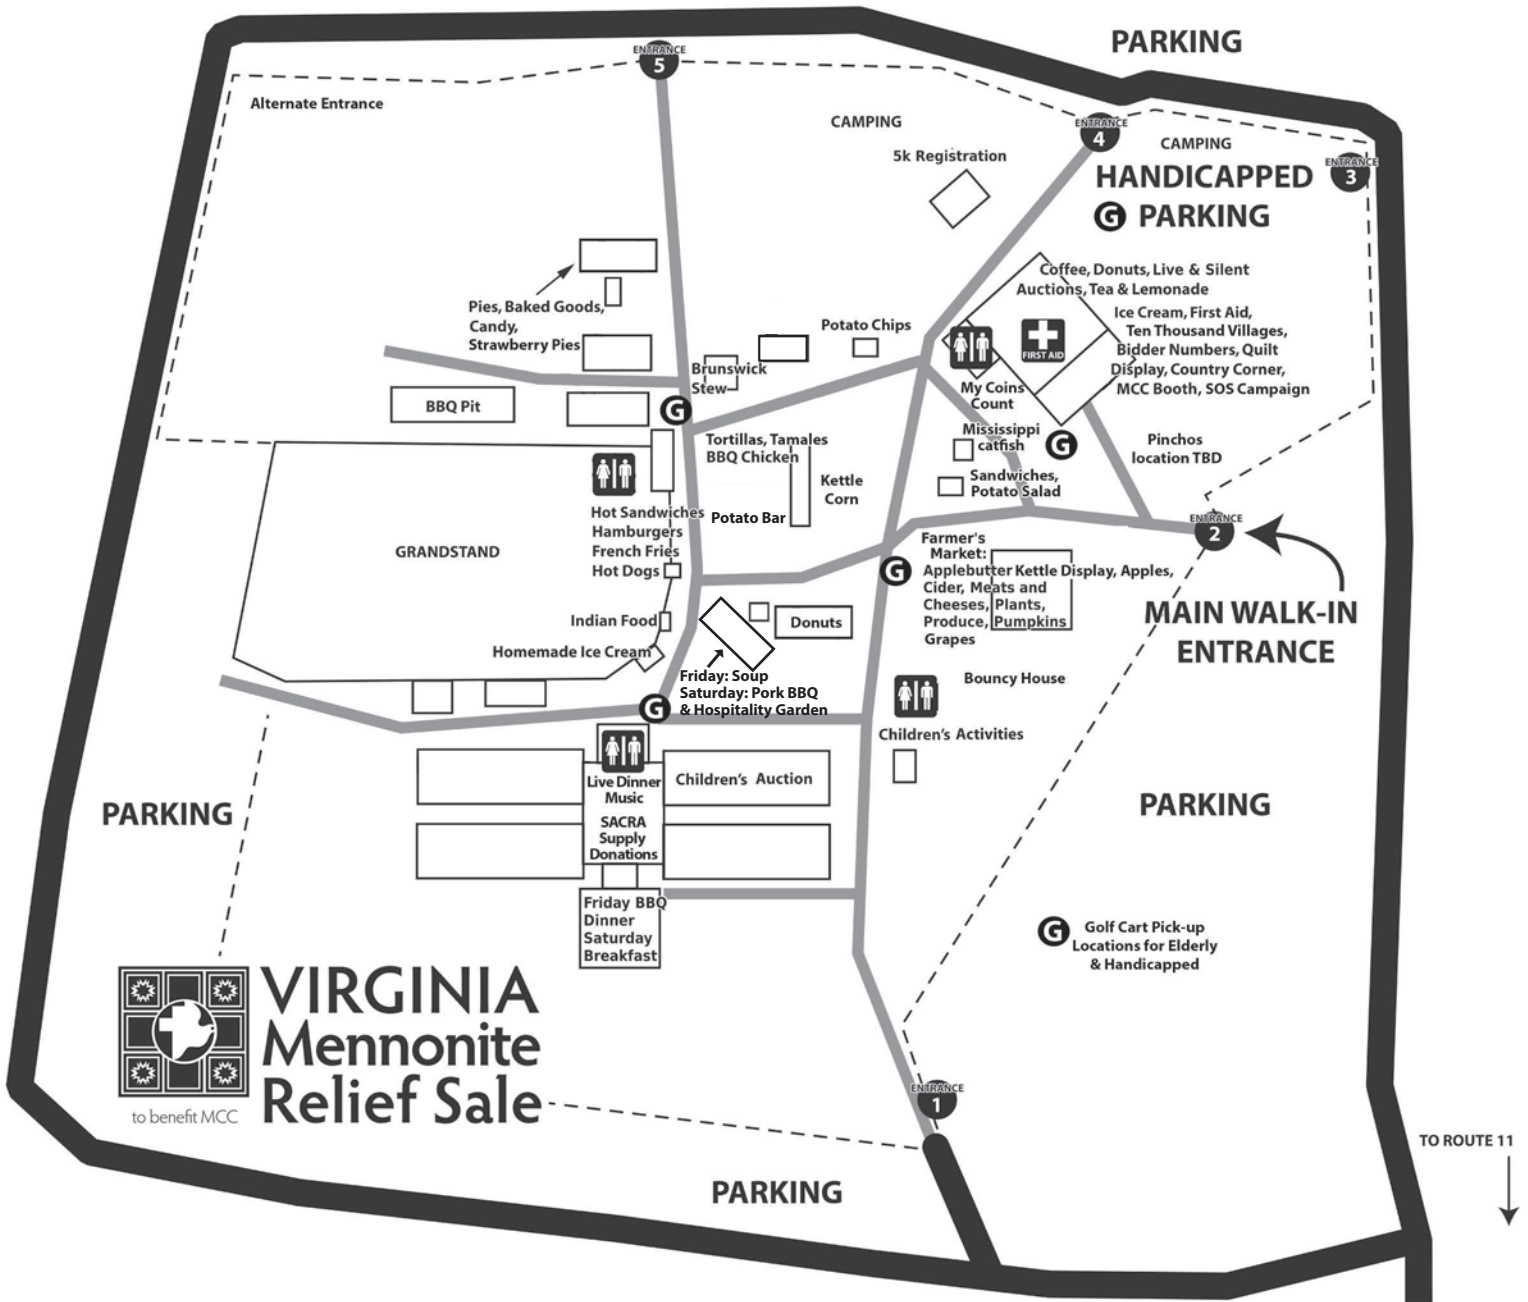 PARKING
ENTRANCE
5
Alternate Entrance
CAMPING
ENTRANCE
4
CAMPING
ENTRANCE
3
5k Registration
HANDICAPPED
G PARKING
Coffee, Donuts, Live & Silent
Auctions, Tea & Lemonade
Pies, Baked Goods,
Candy,
Strawberry Pies
Potato Chips
Ice Cream, First Aid,
Ten Thousand Villages,
Bidder Numbers, Quilt
Display, Country Corner,
MCC Booth, SOS Campaign
FIRST AID
Brunswick
Stew
My Coins
Count
BBQ Pit
G
Mississippi
catfish
G
Pinchos
location TBD
Tortillas, Tamales
BBQ Chicken
Kettle
Corn
Sandwiches,
Potato Salad
Potato Bar
Hot Sandwiches
Hamburgers
French Fries
Hot Dogs
GRANDSTAND
ENTRANCE
2
Farmer's
Market:
Applebutter Kettle Display, Apples,
Cider, Meats and
Cheeses, Plants,
Produce, Pumpkins
Grapes
G
MAIN WALK-IN
ENTRANCE
Indian Food
Donuts
Homemade Ice Cream
Friday: Soup
Saturday: Pork BBQ
& Hospitality Garden
G
Bouncy House
Children's Activities
Live Dinner
Music
Children's Auction
SACRA
Supply
Donations
PARKING
PARKING
Friday BBQ
Dinner
Saturday
Breakfast
G Golf Cart Pick-up
Locations for Elderly
& Handicapped
VIRGINIA
Mennonite
Relief Sale
to benefit MCC
ENTRANCE
1
TO ROUTE 11
PARKING